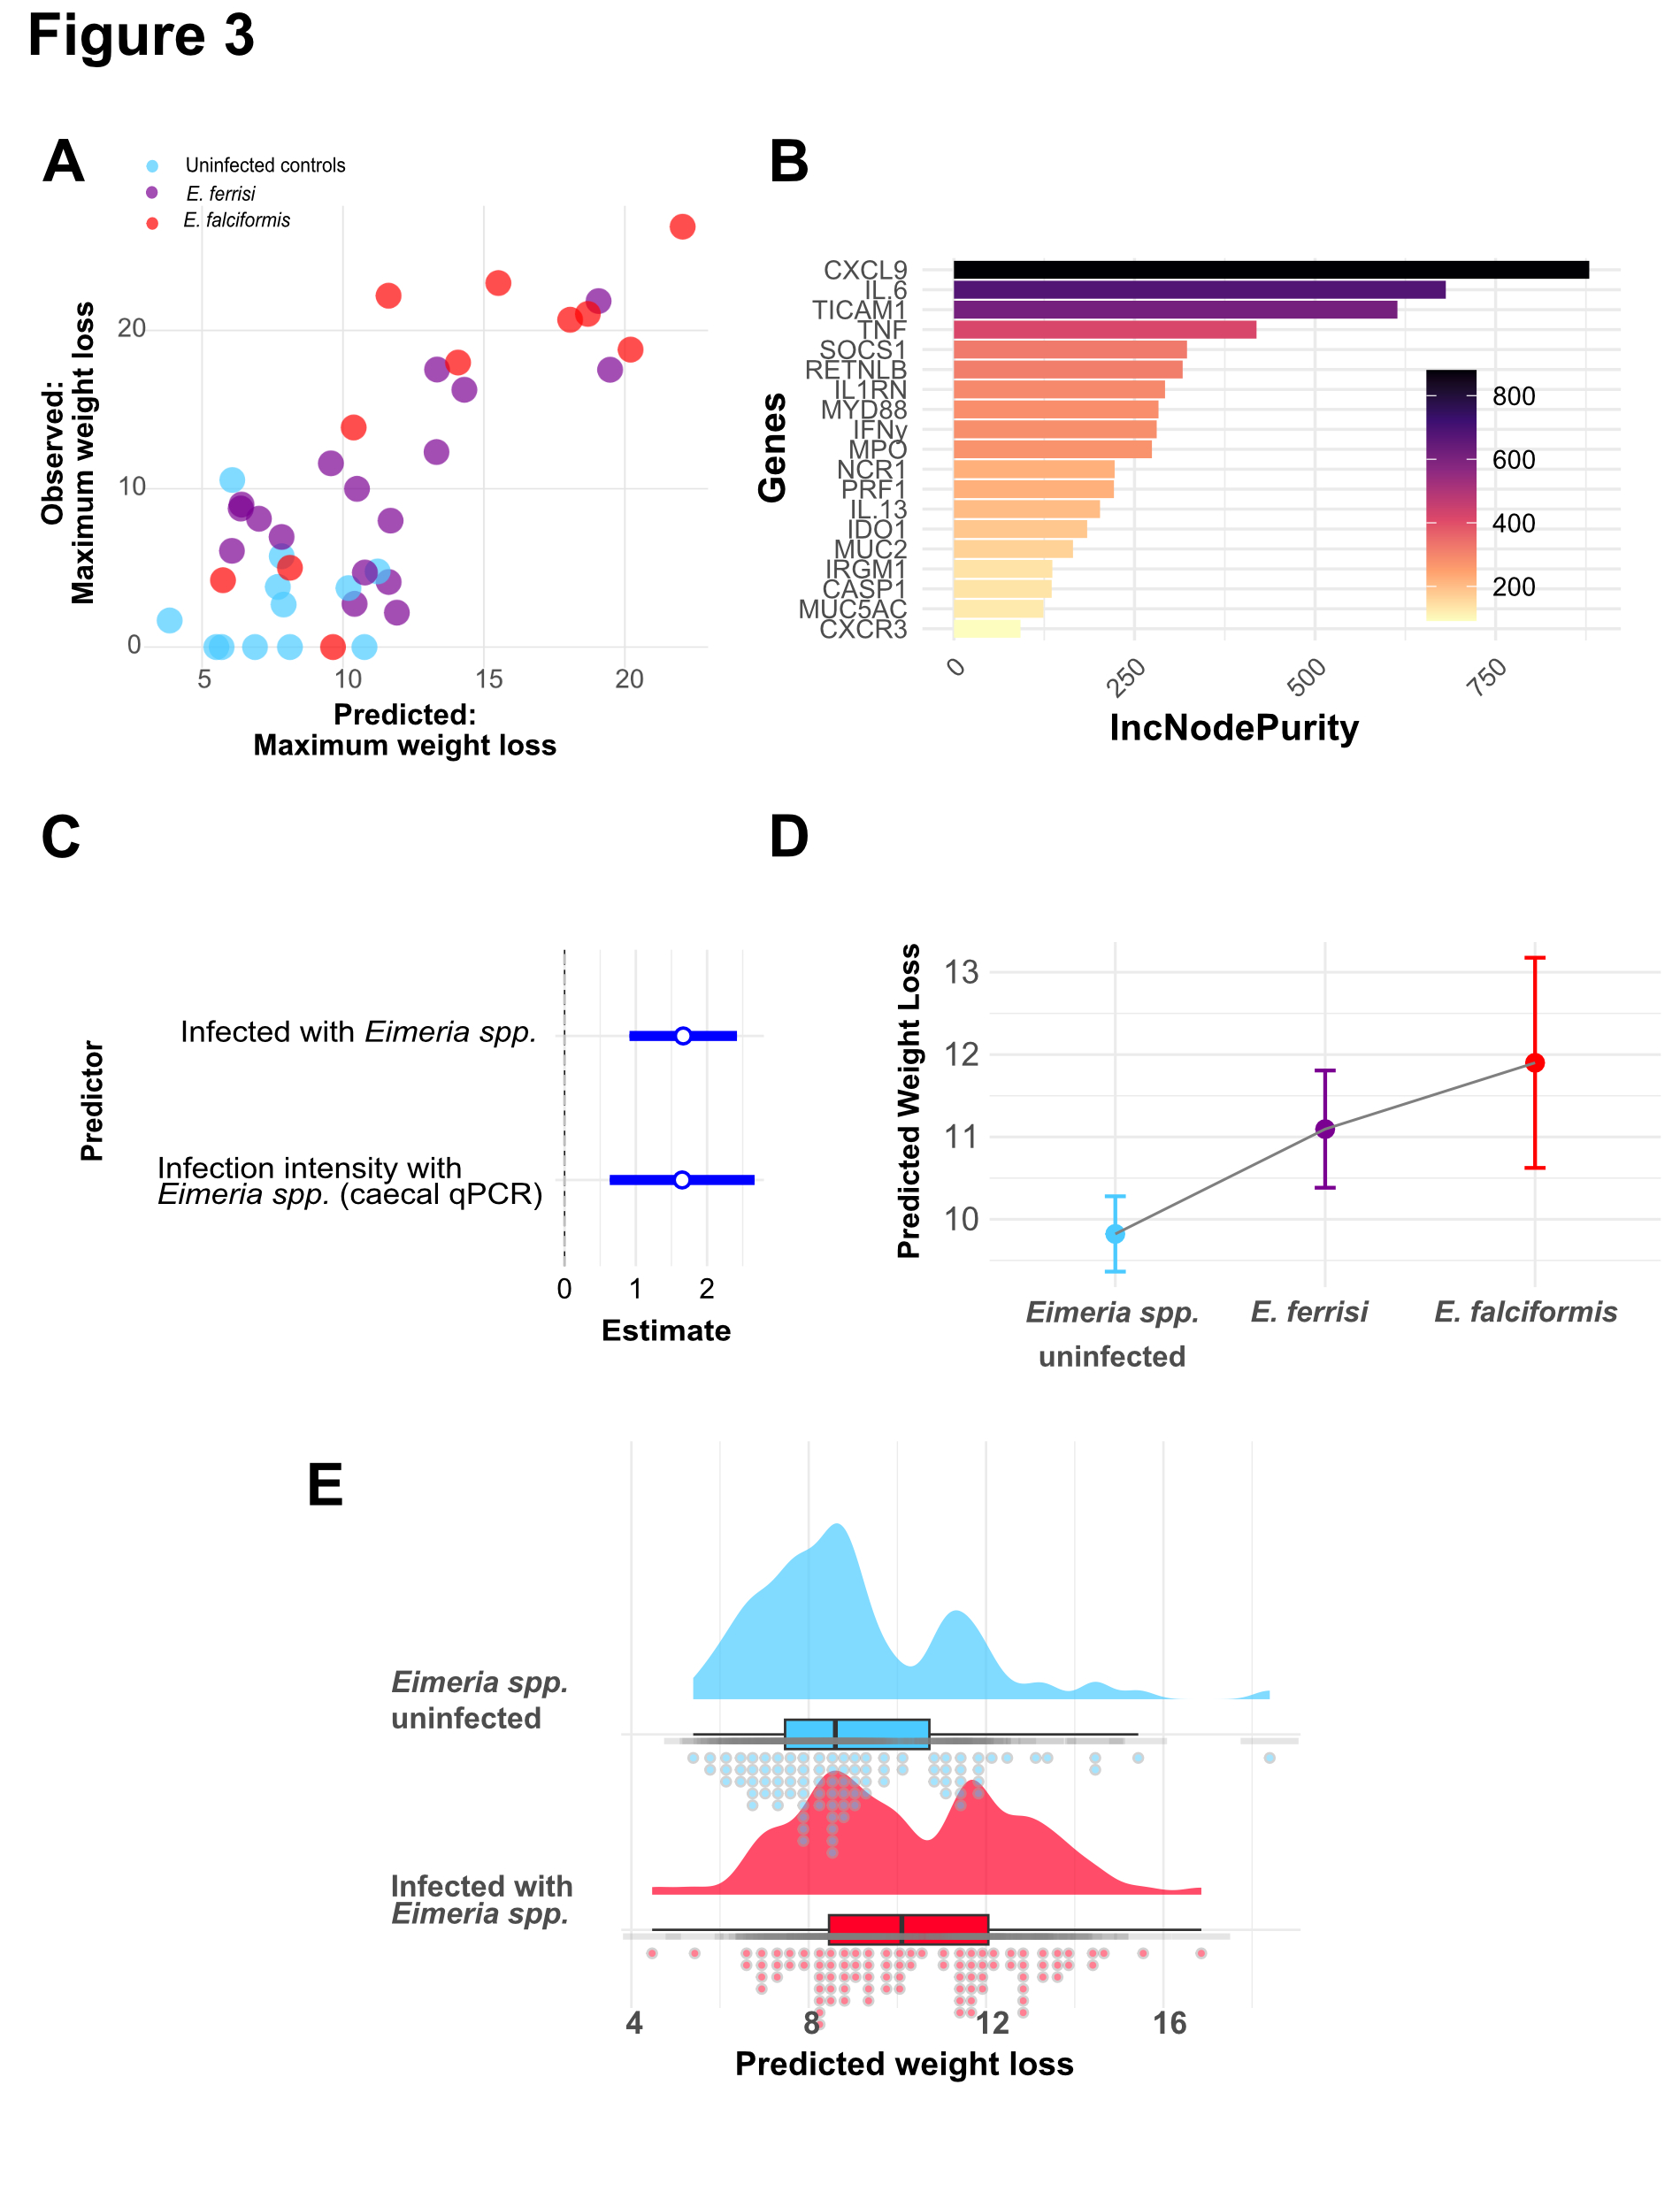 Figure 3
A
Uninfected controls
E. ferrisi
E. falciformis
Observed:
Maximum weight loss
20
10
0
5
10
15
20
Predicted:
Maximum weight loss
B
Genes
CXCL9
IL.6
TICAM1
TNF
SOCS1
RETNLB
IL1RN
MYD88
IFNy
MPO
NCR1
PRF1
IL.13
IDO1
MUC2
IRGM1
CASP1
MUC5AC
CXCR3
800
600
400
200
0
250
500
750
IncNodePurity
C
Predictor
Infected with Eimeria spp.
Infection intensity with
Eimeria spp. (caecal qPCR)
0
1
2
Estimate
D
Predicted Weight Loss
13
12
11
10
Eimeria spp.
uninfected
E. ferrisi
E. falciformis
E
Eimeria spp.
uninfected
Infected with
Eimeria spp.
4
8
12
16
Predicted weight loss